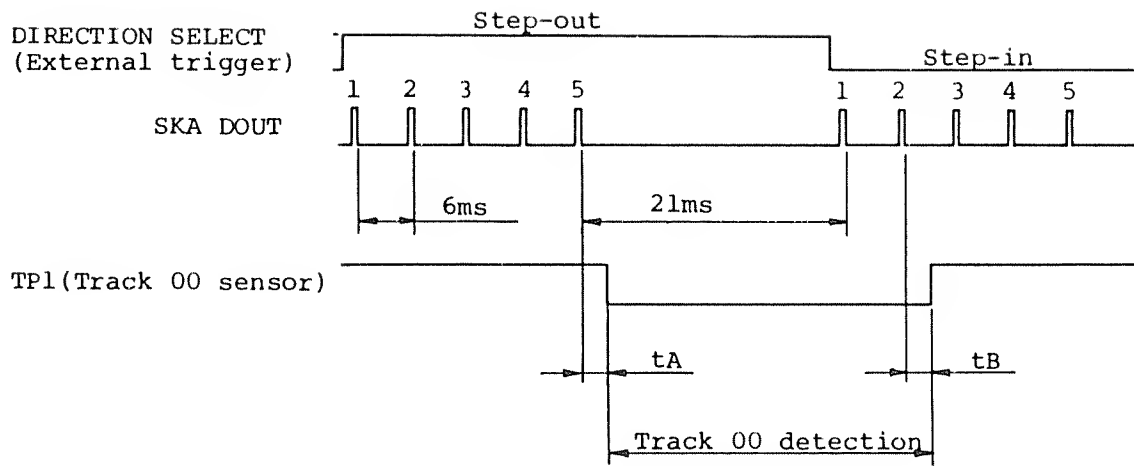 Step-out
DIRECTION SELECT
(External trigger)
Step-in
1 2 3 4 5 1 2 3 4 5
SKA DOUT
6ms 21ms
TP1(Track 00 sensor)
tA tB
Track 00 detection